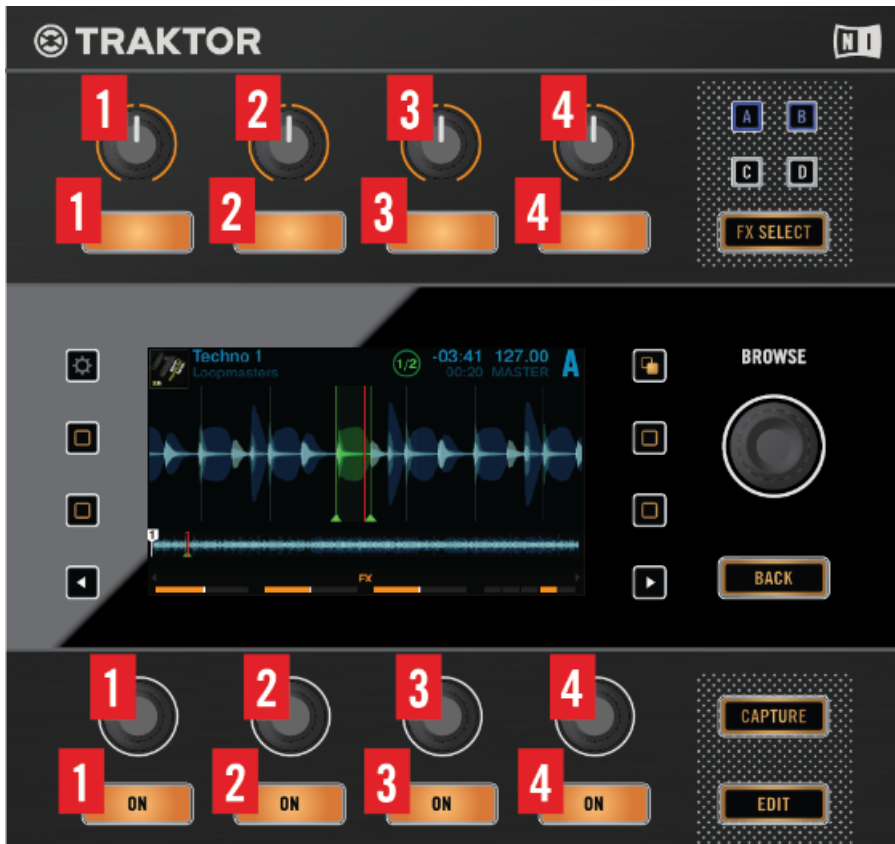 TRAKTOR
NI
1 2 3 4
1 2 3 4
A B
C D
FX SELECT
Techno 1 1/2 -03:41 127.00 A
Loopmasters 00:20 MASTER
BROWSE
1
FX
BACK
1 2 3 4
CAPTURE
1 2 3 4
ON ON ON ON
EDIT